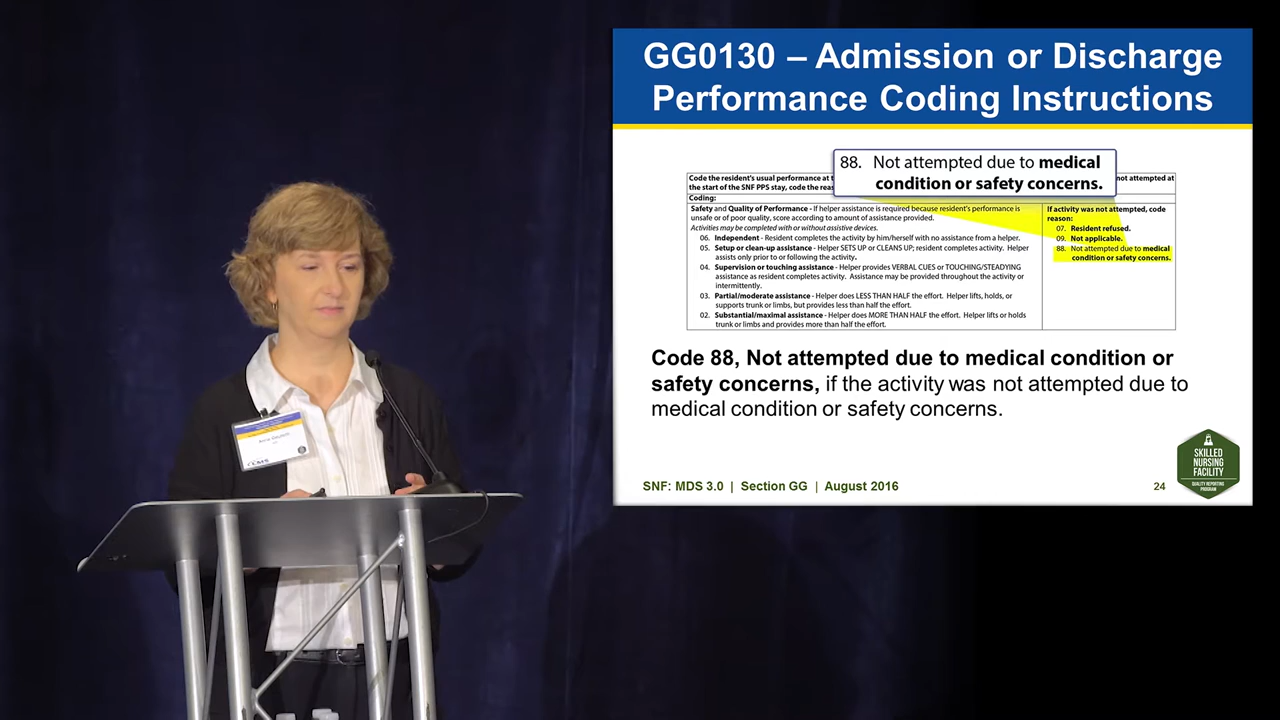 GG0130 – Admission or Discharge
Performance Coding Instructions
88. Not attempted due to medical
condition or safety concerns.
Code the resident's usual performance at t
not attempted at
the start of the SNF PPS stay, code the rea
Coding:
Safety and Quality of Performance - If helper assistance is required because resident's performance is
unsafe or of poor quality, score according to amount of assistance provided.
Activities may be completed with or without assistive devices.
06. Independent - Resident completes the activity by him/herself with no assistance from a helper.
05. Setup or clean-up assistance - Helper SETS UP or CLEANS UP; resident completes activity. Helper
assists only prior to or following the activity.
04. Supervision or touching assistance - Helper provides VERBAL CUES or TOUCHING/STEADYING
assistance as resident completes activity. Assistance may be provided throughout the activity or
intermittently.
03. Partial/moderate assistance - Helper does LESS THAN HALF the effort. Helper lifts, holds, or
supports trunk or limbs, but provides less than half the effort.
02. Substantial/maximal assistance - Helper does MORE THAN HALF the effort. Helper lifts or holds
trunk or limbs and provides more than half the effort.
If activity was not attempted, code
reason:
07. Resident refused.
09. Not applicable.
88. Not attempted due to medical
condition or safety concerns.
Code 88, Not attempted due to medical condition or
safety concerns, if the activity was not attempted due to
medical condition or safety concerns.
SNF: MDS 3.0 | Section GG | August 2016
24
SKILLED
NURSING
FACILITY
QUALITY REPORTING
PROGRAM
CMS